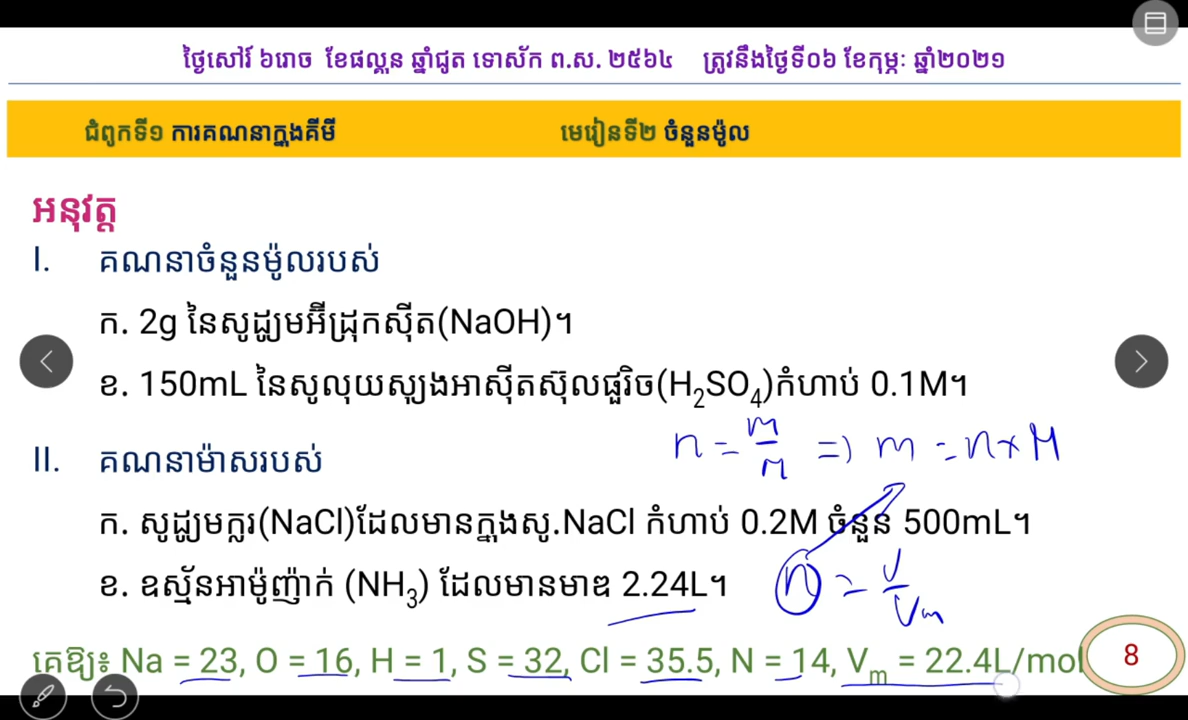 ថ្ងៃសៅរ៍ ៦រោច ខែផល្គុន ឆ្នាំជូត ទោស័ក ព.ស. ២៥៦៤ ត្រូវនឹងថ្ងៃទី០៦ ខែកុម្ភៈ ឆ្នាំ២០២១
ជំពូកទី១ ការគណនាក្នុងគីមី មេរៀនទី២ ចំនួនម៉ូល
អនុវត្ត
I. គណនាចំនួនម៉ូលរបស់
ក. 2g នៃសូដ្យូមអ៊ីដ្រុកស៊ីត(NaOH)។
ខ. 150mL នៃសូលុយស្យុងអាស៊ីតស៊ុលផួរិច(H₂SO₄)កំហាប់ 0.1M។
n = m/M => m = n x M
II. គណនាម៉ាសរបស់
ក. សូដ្យូមក្លរ(NaCl)ដែលមានក្នុងសូ.NaCl កំហាប់ 0.2M ចំនួន 500mL។
ខ. ឧស្ម័នអាម៉ូញ៉ាក់ (NH₃) ដែលមានមាឌ 2.24L។ n = V/Vm
គេឱ្យ៖ Na = 23, O = 16, H = 1, S = 32, Cl = 35.5, N = 14, Vₘ = 22.4L/mol
8